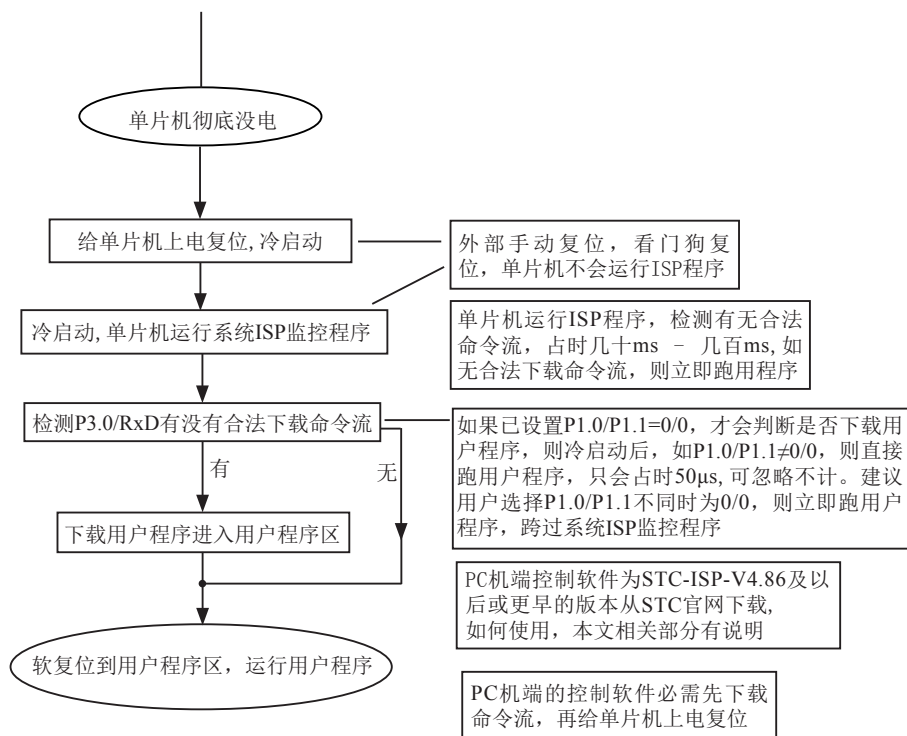 单片机彻底没电
给单片机上电复位,冷启动
外部手动复位，看门狗复
位，单片机不会运行ISP程序
冷启动,单片机运行系统ISP监控程序
单片机运行ISP程序，检测有无合法
命令流，占时几十ms － 几百ms,如
无合法下载命令流，则立即跑用程序
检测P3.0/RxD有没有合法下载命令流
如果已设置P1.0/P1.1=0/0，才会判断是否下载用
户程序，则冷启动后，如P1.0/P1.1≠0/0，则直接
跑用户程序，只会占时50μs,可忽略不计。建议
用户选择P1.0/P1.1不同时为0/0，则立即跑用户
程序，跨过系统ISP监控程序
有
无
下载用户程序进入用户程序区
PC机端控制软件为STC-ISP-V4.86及以
后或更早的版本从STC官网下载,
如何使用，本文相关部分有说明
软复位到用户程序区，运行用户程序
PC机端的控制软件必需先下载
命令流，再给单片机上电复位